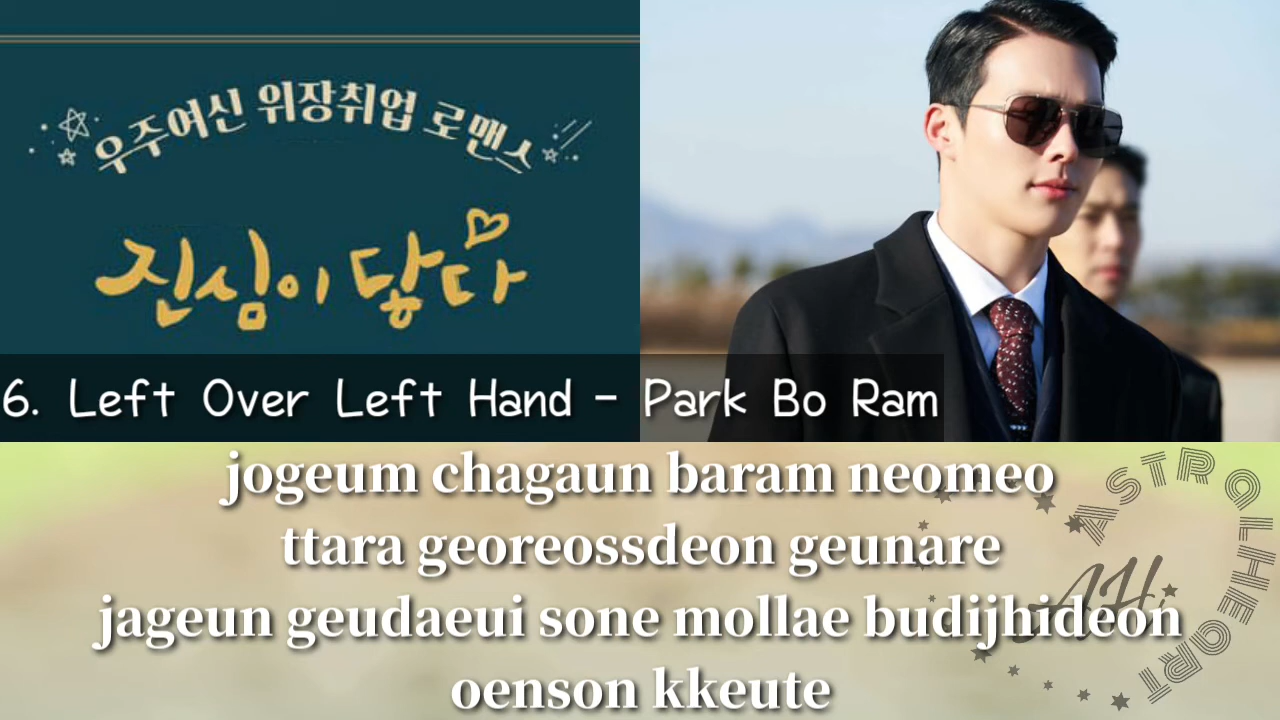 우주여신 위장취업 로맨스
진심이 닿다
6. Left Over Left Hand - Park Bo Ram
jogeum chagaun baram neomeo
ttara georeossdeon geunare
jageun geudaeui sone mollae budijhideon
oenson kkeute
ASTROLHEORT
AH